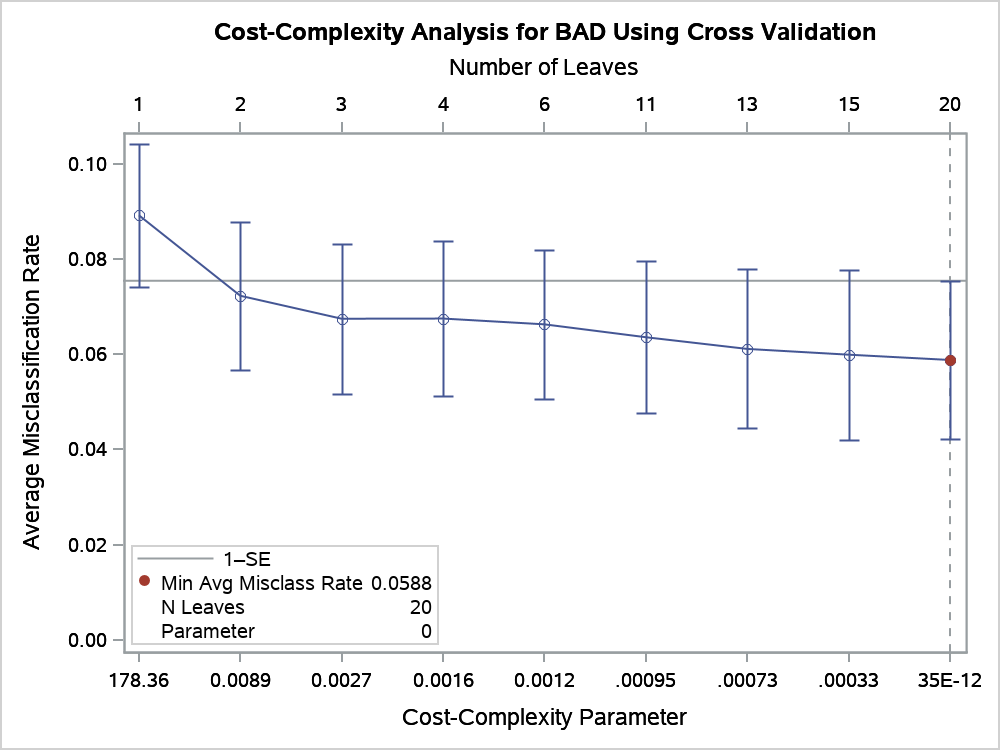 Cost-Complexity Analysis for BAD Using Cross Validation
Number of Leaves
1 2 3 4 6 11 13 15 20
Average Misclassification Rate
0.10
0.08
0.06
0.04
0.02
0.00
1–SE
Min Avg Misclass Rate 0.0588
N Leaves 20
Parameter 0
178.36 0.0089 0.0027 0.0016 0.0012 .00095 .00073 .00033 35E-12
Cost-Complexity Parameter